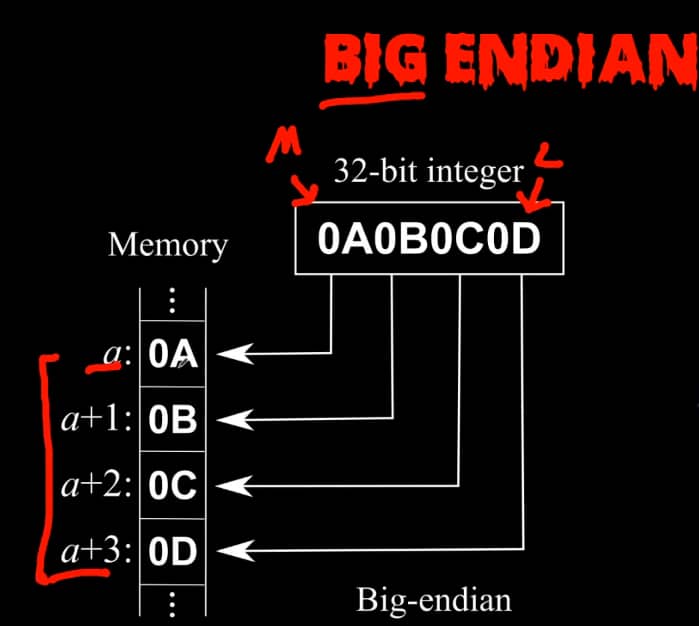 BIG ENDIAN
M
32-bit integer L
0A0B0C0D
Memory
⋮
a: 0A
a+1: 0B
a+2: 0C
a+3: 0D
⋮
Big-endian